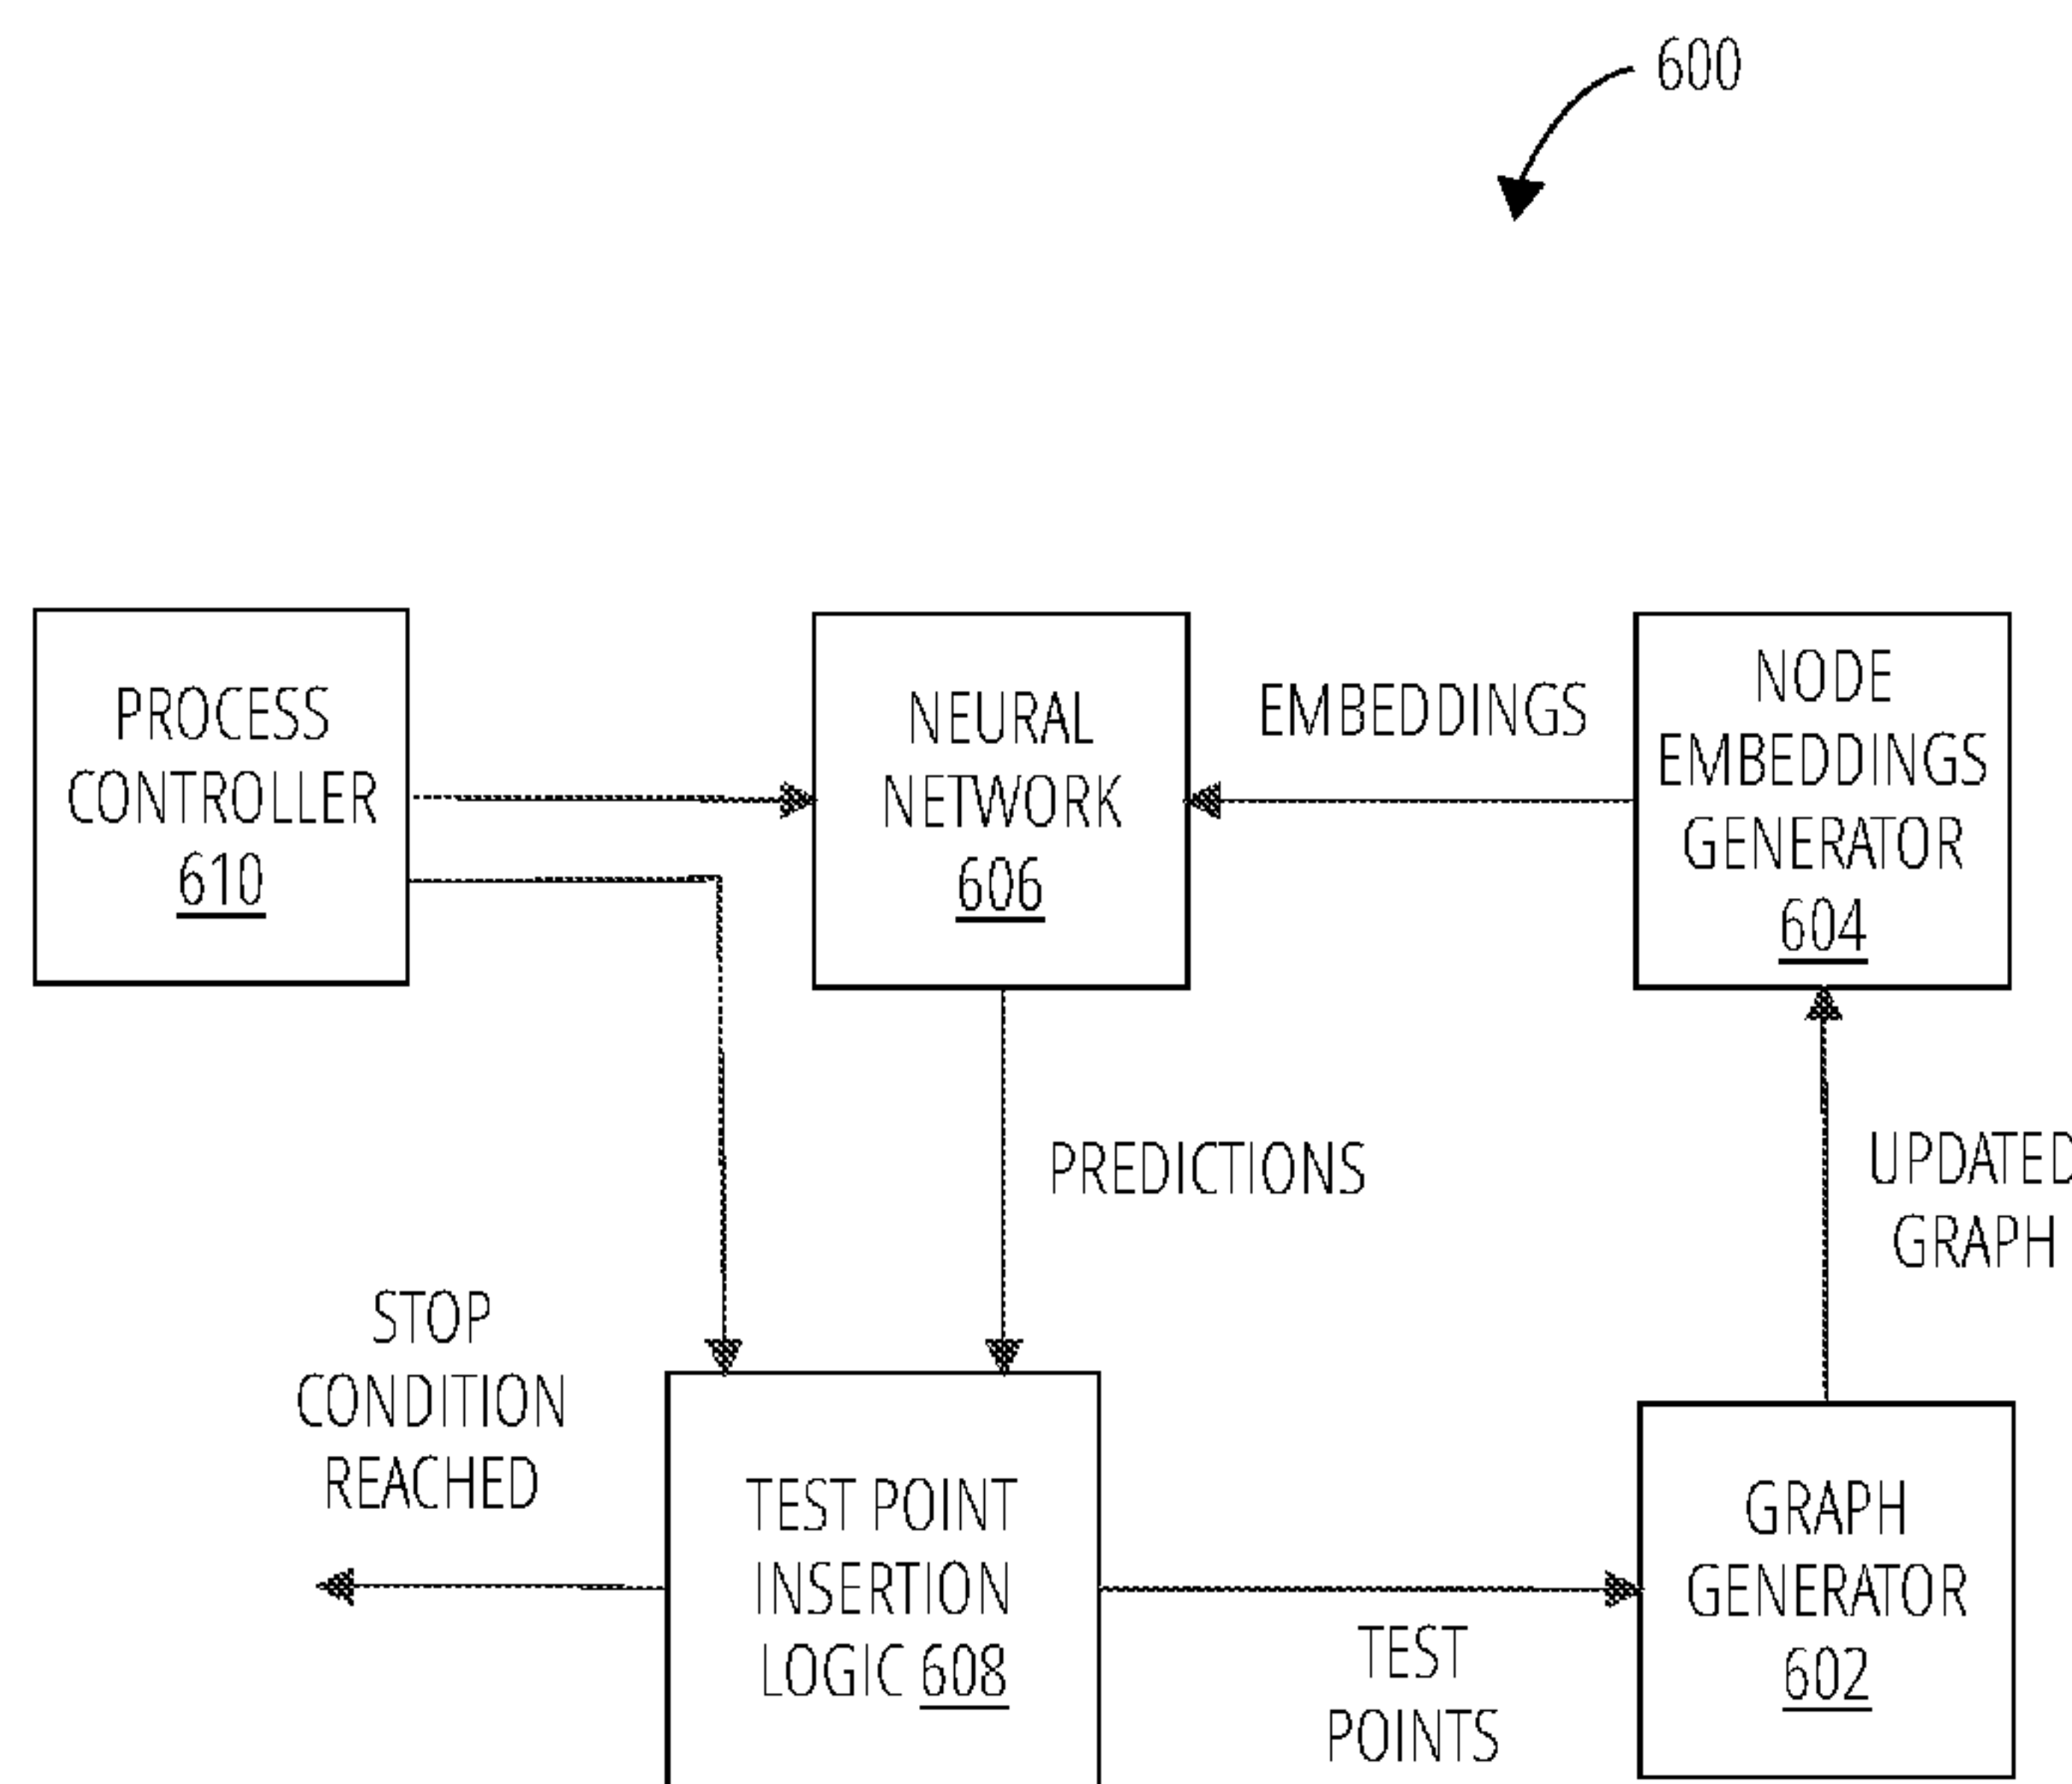 600
PROCESS
CONTROLLER
610
NEURAL
NETWORK
606
EMBEDDINGS
NODE
EMBEDDINGS
GENERATOR
604
PREDICTIONS
UPDATED
GRAPH
STOP
CONDITION
REACHED
TEST POINT
INSERTION
LOGIC 608
TEST
POINTS
GRAPH
GENERATOR
602